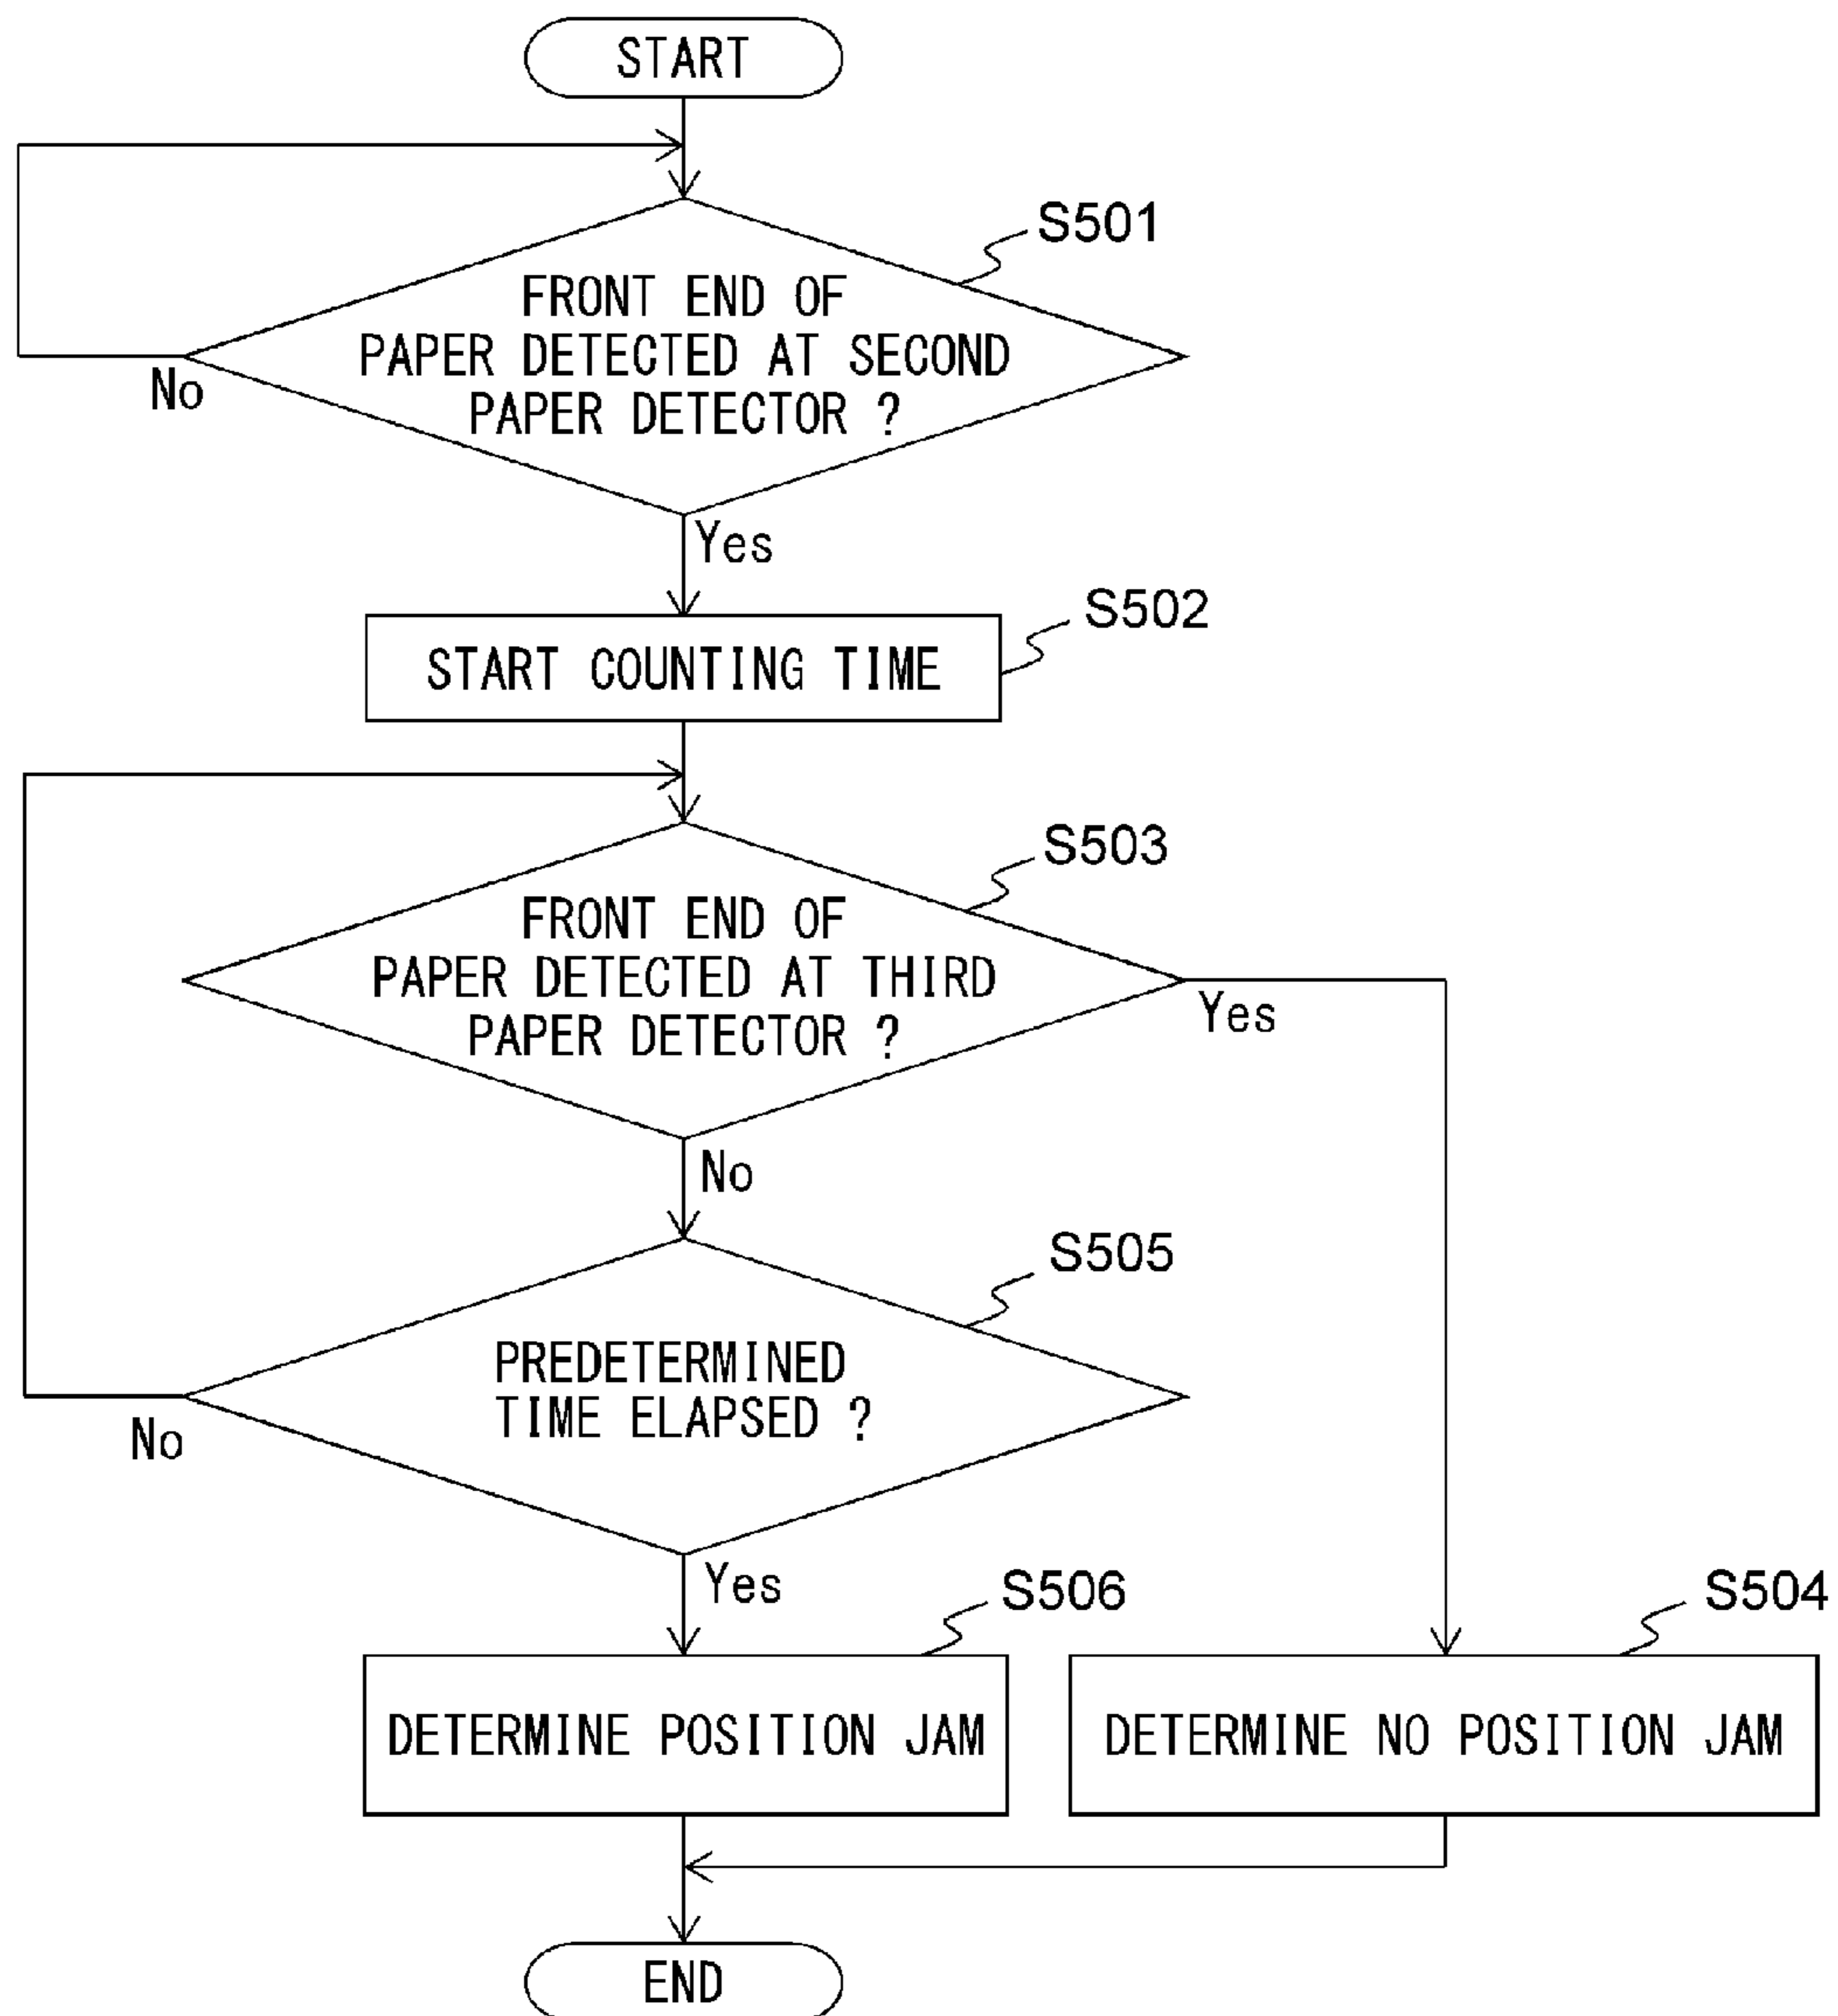 START
S501
FRONT END OF
PAPER DETECTED AT SECOND
PAPER DETECTOR ?
No
Yes
S502
START COUNTING TIME
S503
FRONT END OF
PAPER DETECTED AT THIRD
PAPER DETECTOR ?
Yes
No
S505
PREDETERMINED
TIME ELAPSED ?
No
Yes
S506
S504
DETERMINE POSITION JAM
DETERMINE NO POSITION JAM
END